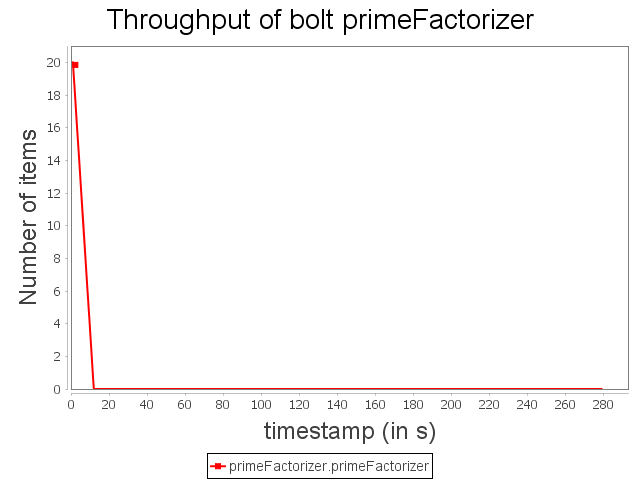 Throughput of bolt primeFactorizer
Number of items
20
18
16
14
12
10
8
6
4
2
0
0 20 40 60 80 100 120 140 160 180 200 220 240 260 280
timestamp (in s)
primeFactorizer.primeFactorizer